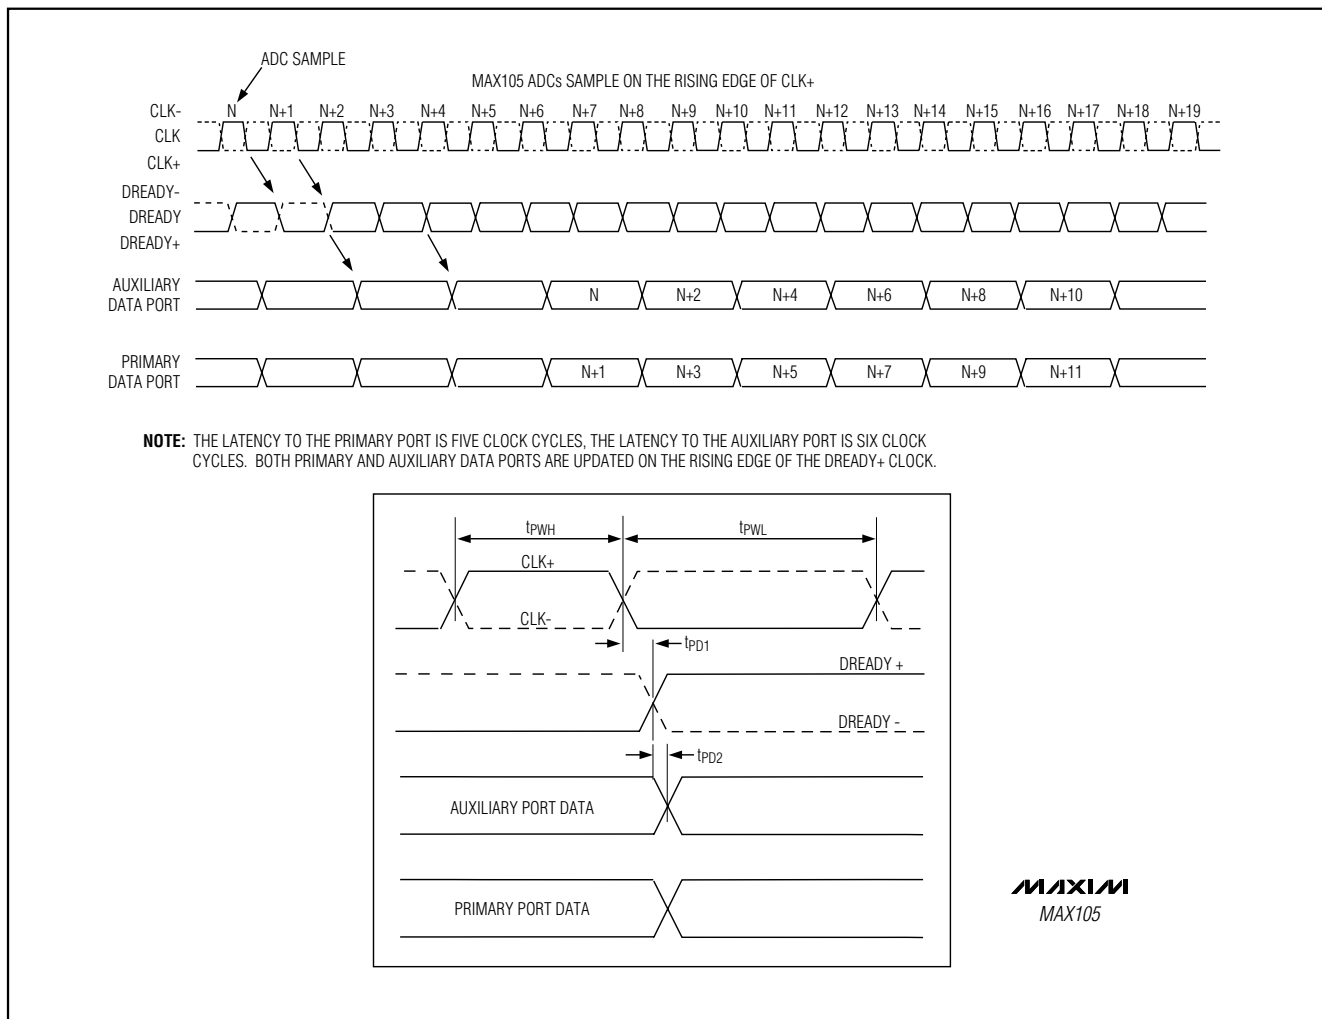 ADC SAMPLE
MAX105 ADCs SAMPLE ON THE RISING EDGE OF CLK+
CLK-
N N+1 N+2 N+3 N+4 N+5 N+6 N+7 N+8 N+9 N+10 N+11 N+12 N+13 N+14 N+15 N+16 N+17 N+18 N+19
CLK
CLK+
DREADY-
DREADY
DREADY+
AUXILIARY
DATA PORT
N N+2 N+4 N+6 N+8 N+10
PRIMARY
DATA PORT
N+1 N+3 N+5 N+7 N+9 N+11
NOTE: THE LATENCY TO THE PRIMARY PORT IS FIVE CLOCK CYCLES, THE LATENCY TO THE AUXILIARY PORT IS SIX CLOCK
CYCLES. BOTH PRIMARY AND AUXILIARY DATA PORTS ARE UPDATED ON THE RISING EDGE OF THE DREADY+ CLOCK.
tPWH tPWL
CLK+
CLK-
tPD1
DREADY +
DREADY -
tPD2
AUXILIARY PORT DATA
PRIMARY PORT DATA
MAXIM
MAX105